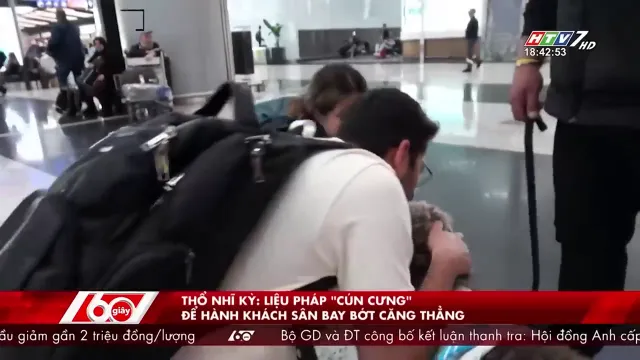 HTV7 HD
18:42:53
60 giây
THỔ NHĨ KỲ: LIỆU PHÁP "CÚN CƯNG"
ĐỂ HÀNH KHÁCH SÂN BAY BỚT CĂNG THẲNG
ẩu giảm gần 2 triệu đồng/lượng 60 giây Bộ GD và ĐT công bố kết luận thanh tra: Hội đồng Anh cấp